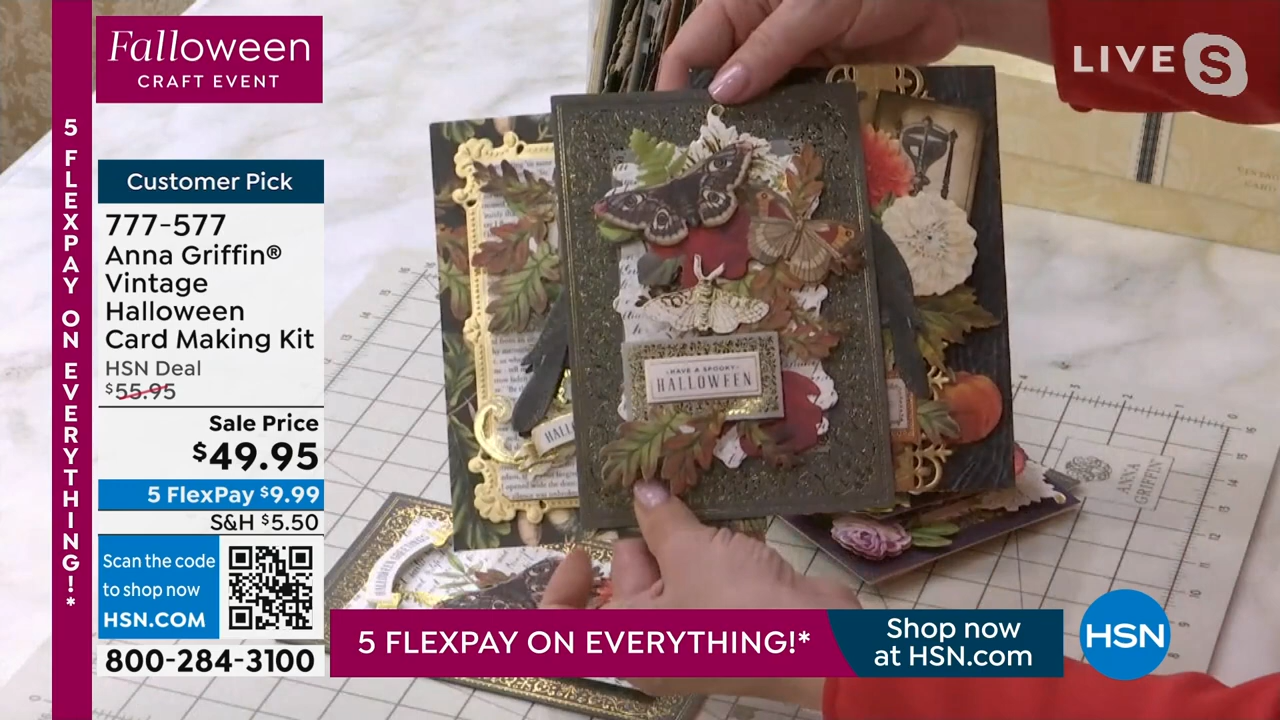 Falloween
CRAFT EVENT
5 FLEXPAY ON EVERYTHING!*
Customer Pick
777-577
Anna Griffin®
Vintage
Halloween
Card Making Kit
HSN Deal
$55.95
Sale Price
$49.95
5 FlexPay $9.99
S&H $5.50
Scan the code
to shop now
HSN.COM
800-284-3100
LIVE S
·HAVE A SPOOKY·
HALLOWEEN
HALLOWEEN GREETINGS
ANNA
GRIFFIN
5 FLEXPAY ON EVERYTHING!*
Shop now
at HSN.com
HSN